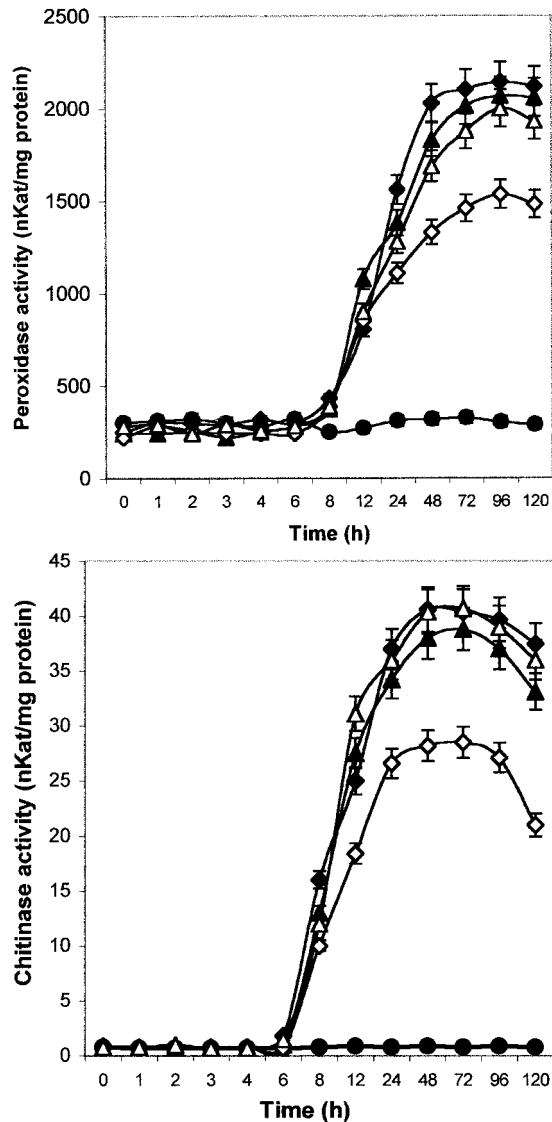 Peroxidase activity (nKat/mg protein)
2500
2000
1500
1000
500
0
0 1 2 3 4 6 8 12 24 48 72 96 120
Time (h)
Chitinase activity (nKat/mg protein)
45
40
35
30
25
20
15
10
5
0
0 1 2 3 4 6 8 12 24 48 72 96 120
Time (h)